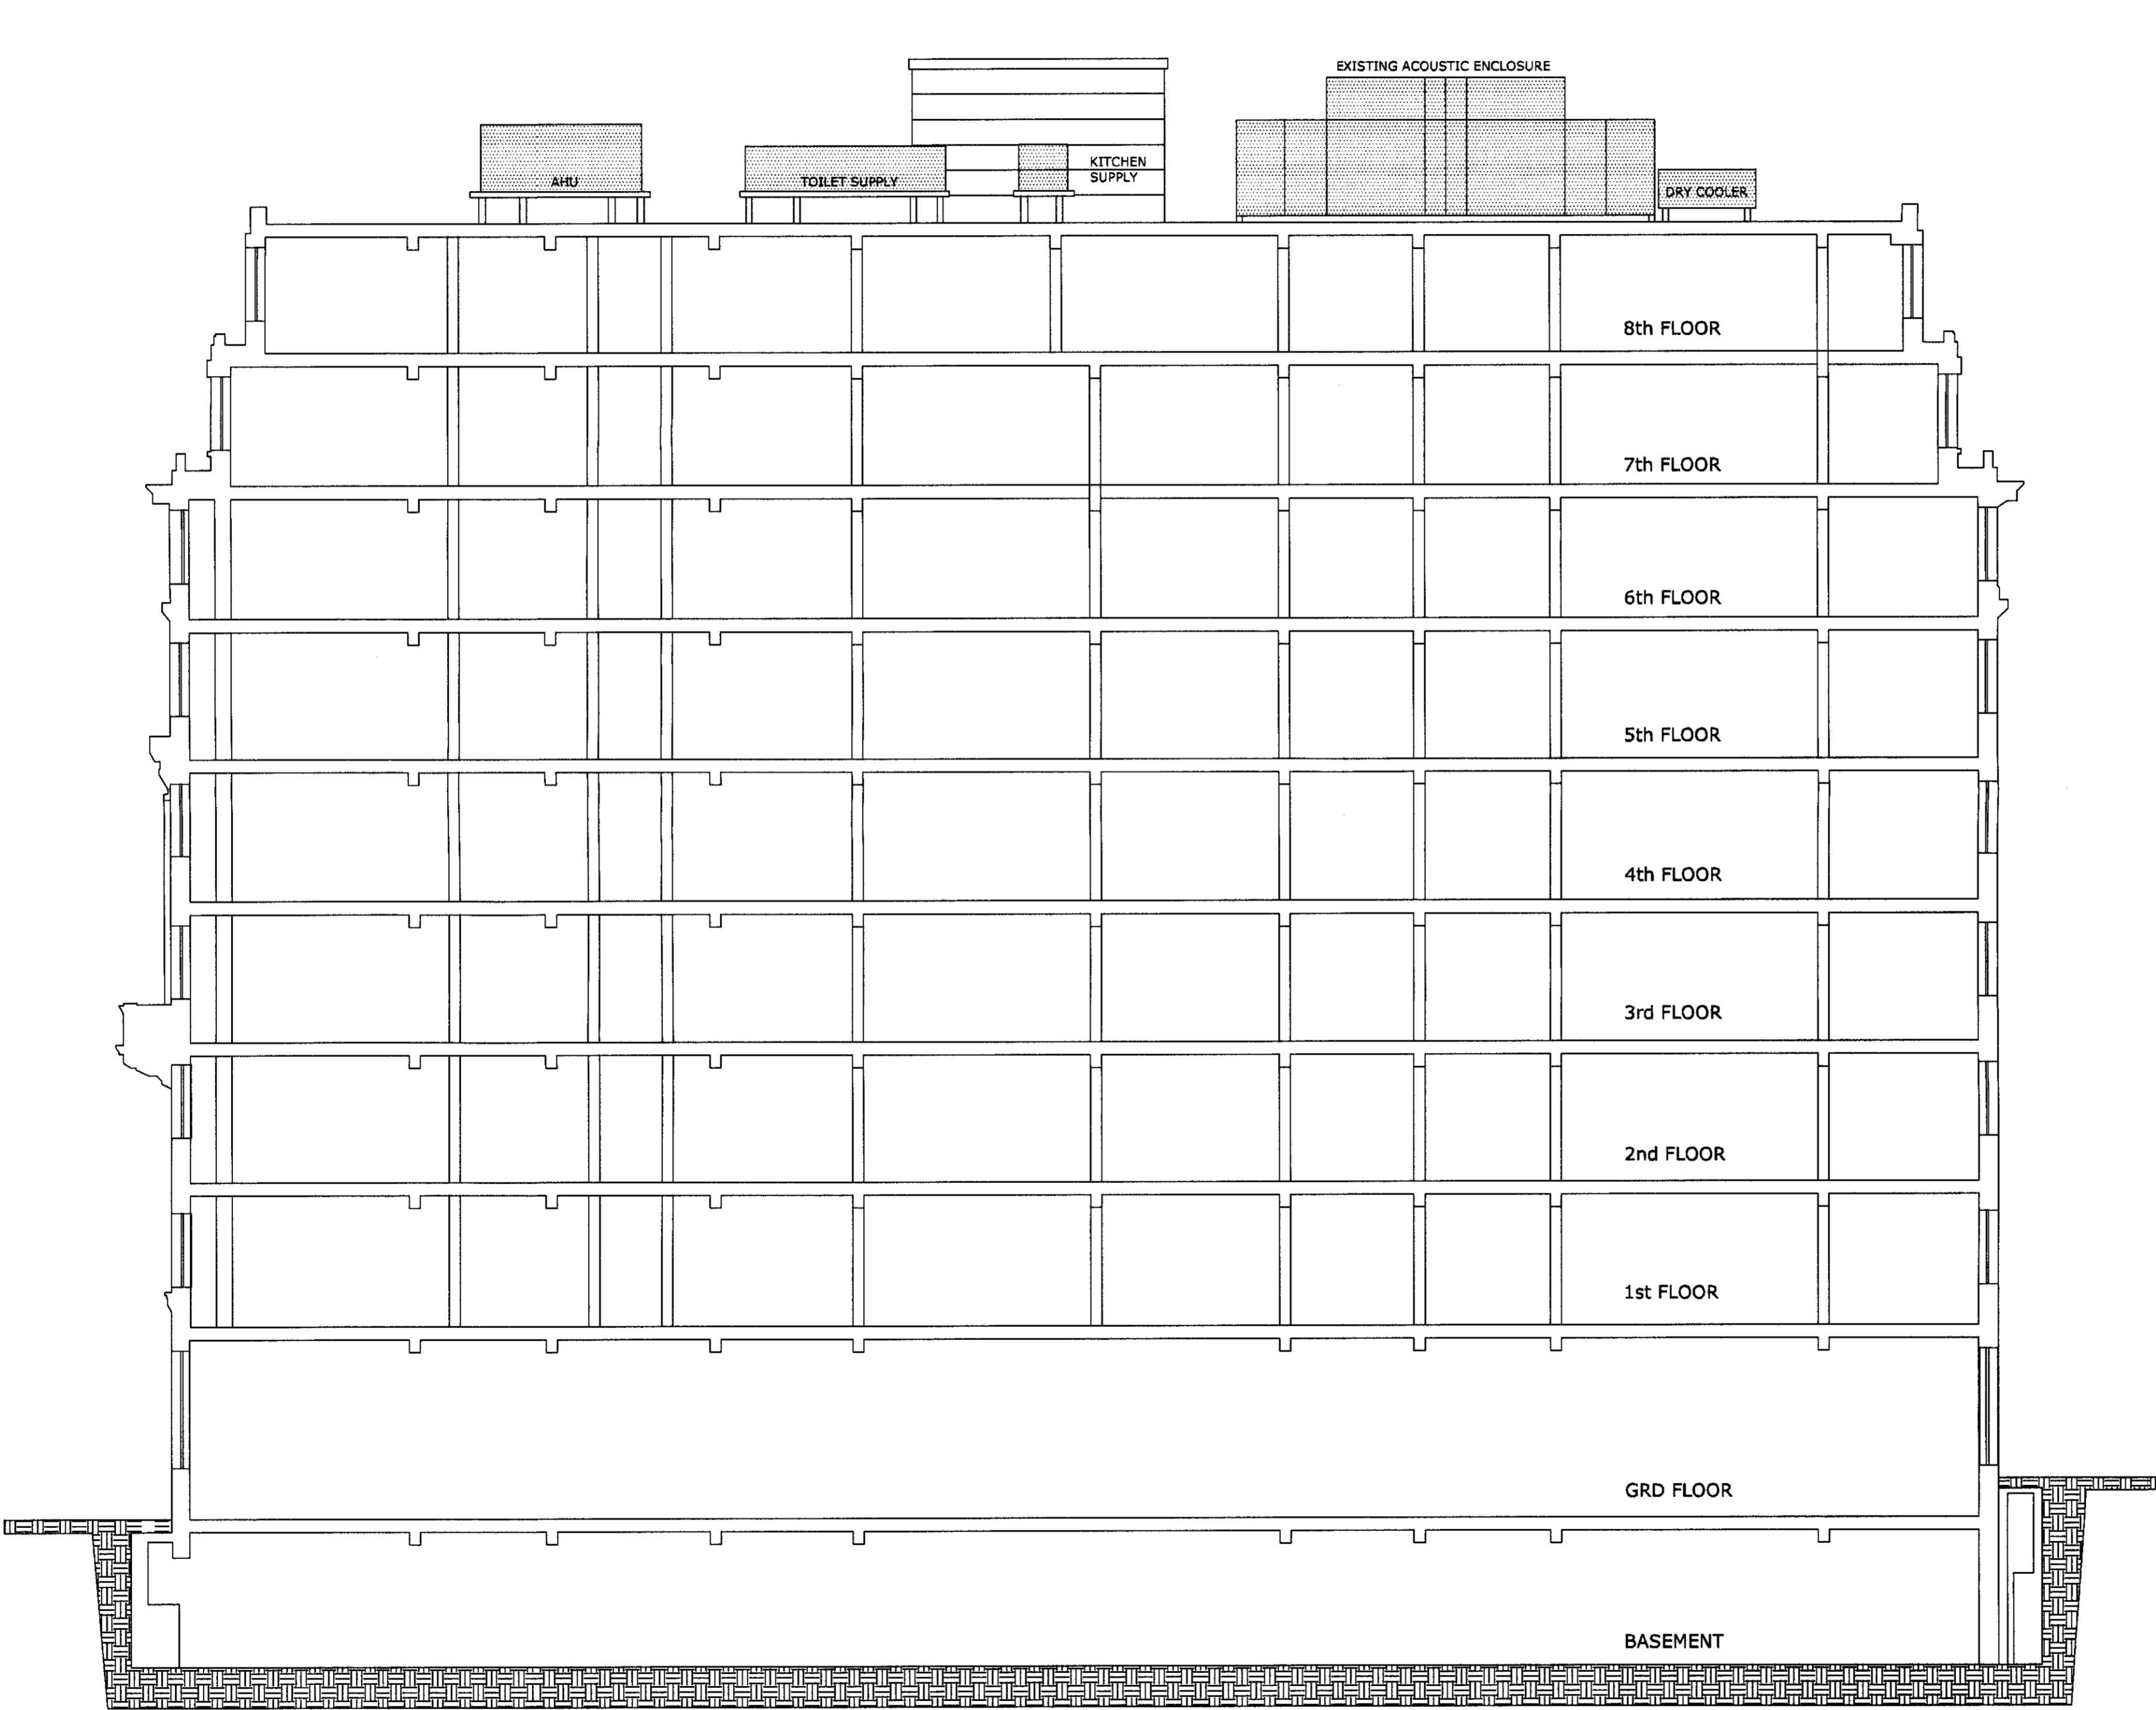 EXISTING ACOUSTIC ENCLOSURE
KITCHEN
SUPPLY
AHU
TOILET SUPPLY
DRY COOLER
8th FLOOR
7th FLOOR
6th FLOOR
5th FLOOR
4th FLOOR
3rd FLOOR
2nd FLOOR
1st FLOOR
GRD FLOOR
BASEMENT